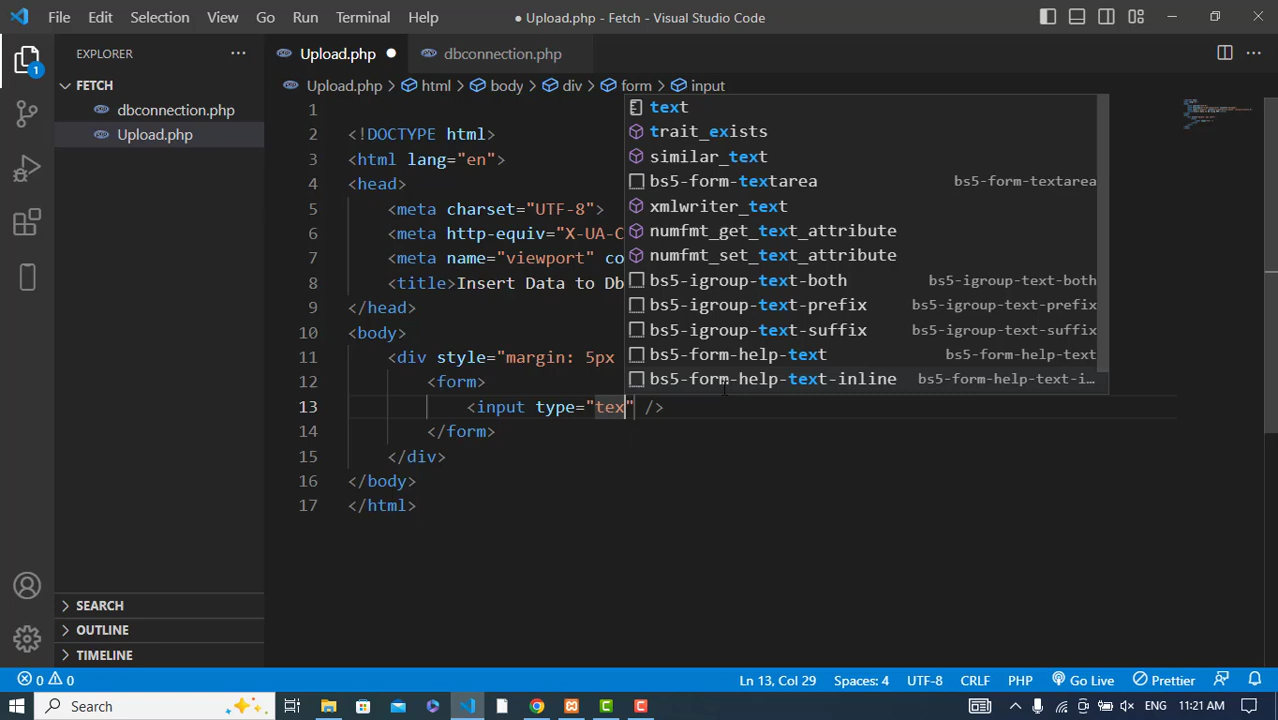 File Edit Selection View Go Run Terminal Help ● Upload.php - Fetch - Visual Studio Code
EXPLORER
Upload.php
dbconnection.php
1
FETCH
dbconnection.php
Upload.php
Upload.php > html > body > div > form > input
1
2 <!DOCTYPE html>
3 <html lang="en">
4 <head>
5 <meta charset="UTF-8">
6 <meta http-equiv="X-UA-C
7 <meta name="viewport" co
8 <title>Insert Data to Db
9 </head>
10 <body>
11 <div style="margin: 5px
12 <form>
13 <input type="tex" />
14 </form>
15 </div>
16 </body>
17 </html>
text
trait_exists
similar_text
bs5-form-textarea bs5-form-textarea
xmlwriter_text
numfmt_get_text_attribute
numfmt_set_text_attribute
bs5-igroup-text-both bs5-igroup-text-both
bs5-igroup-text-prefix bs5-igroup-text-prefix
bs5-igroup-text-suffix bs5-igroup-text-suffix
bs5-form-help-text bs5-form-help-text
bs5-form-help-text-inline bs5-form-help-text-i...
SEARCH
OUTLINE
TIMELINE
0 0 Ln 13, Col 29 Spaces: 4 UTF-8 CRLF PHP Go Live Prettier
Search ENG 11:21 AM